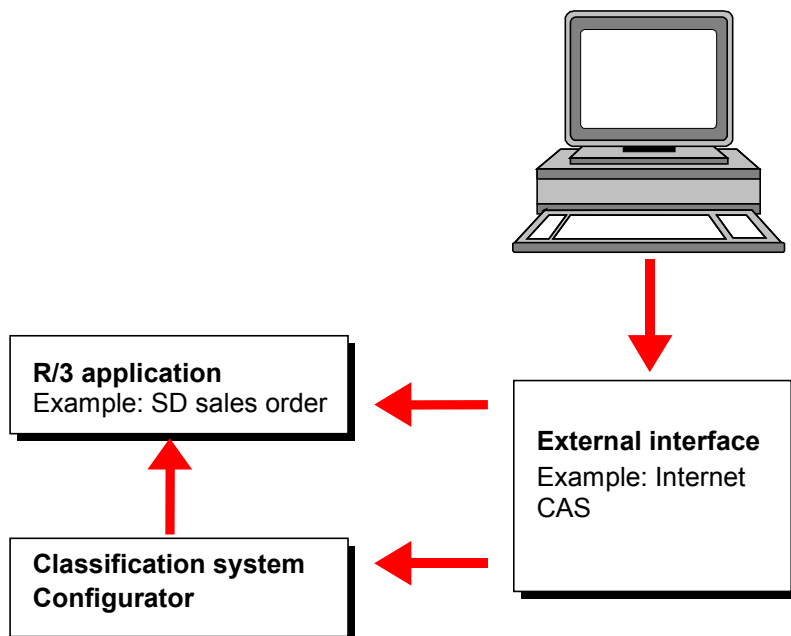 R/3 application
Example: SD sales order
External interface
Example: Internet
CAS
Classification system
Configurator